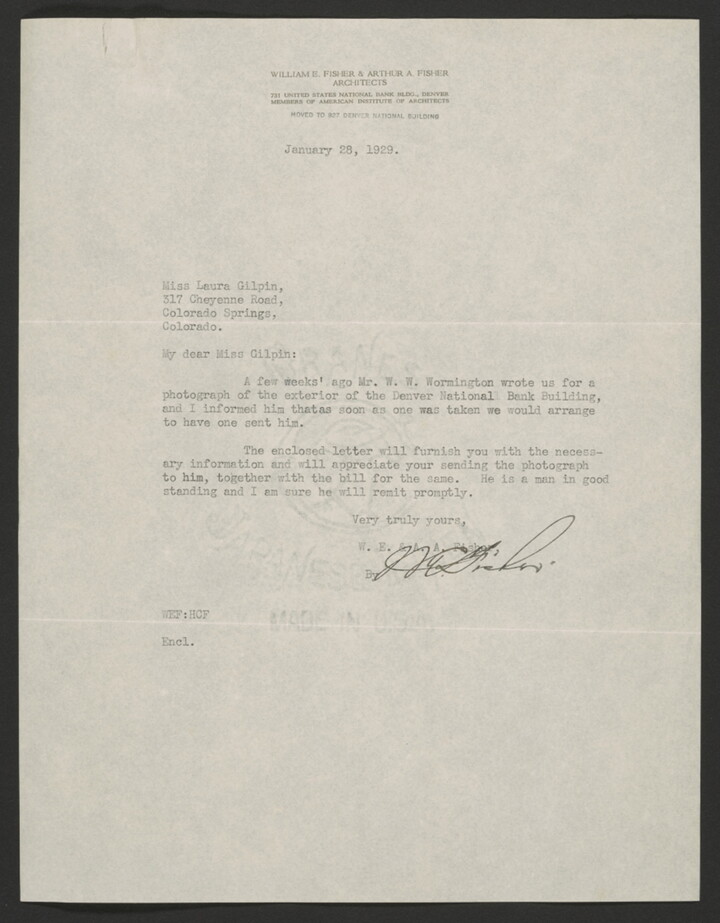 WILLIAM E. FISHER & ARTHUR A. FISHER
ARCHITECTS
721 UNITED STATES NATIONAL BANK BLDG., DENVER
MEMBERS OF AMERICAN INSTITUTE OF ARCHITECTS
MOVED TO 827 DENVER NATIONAL BUILDING
January 28, 1929.
Miss Laura Gilpin,
317 Cheyenne Road,
Colorado Springs,
Colorado.
My dear Miss Gilpin:
A few weeks' ago Mr. W. W. Wormington wrote us for a
photograph of the exterior of the Denver National Bank Building,
and I informed him thatas soon as one was taken we would arrange
to have one sent him.
The enclosed letter will furnish you with the necess-
ary information and will appreciate your sending the photograph
to him, together with the bill for the same. He is a man in good
standing and I am sure he will remit promptly.
Very truly yours,
W. E. & A. A. Fisher
By W E Fisher.
WEF:HCF
Encl.